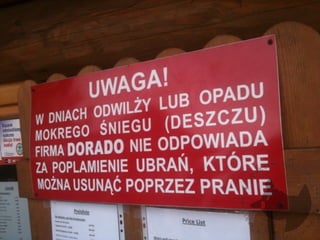 UWAGA!
W DNIACH ODWILŻY LUB OPADU
MOKREGO ŚNIEGU (DESZCZU)
FIRMA DORADO NIE ODPOWIADA
ZA POPLAMIENIE UBRAŃ, KTÓRE
MOŻNA USUNĄĆ POPRZEZ PRANIE
Preisliste
Price List